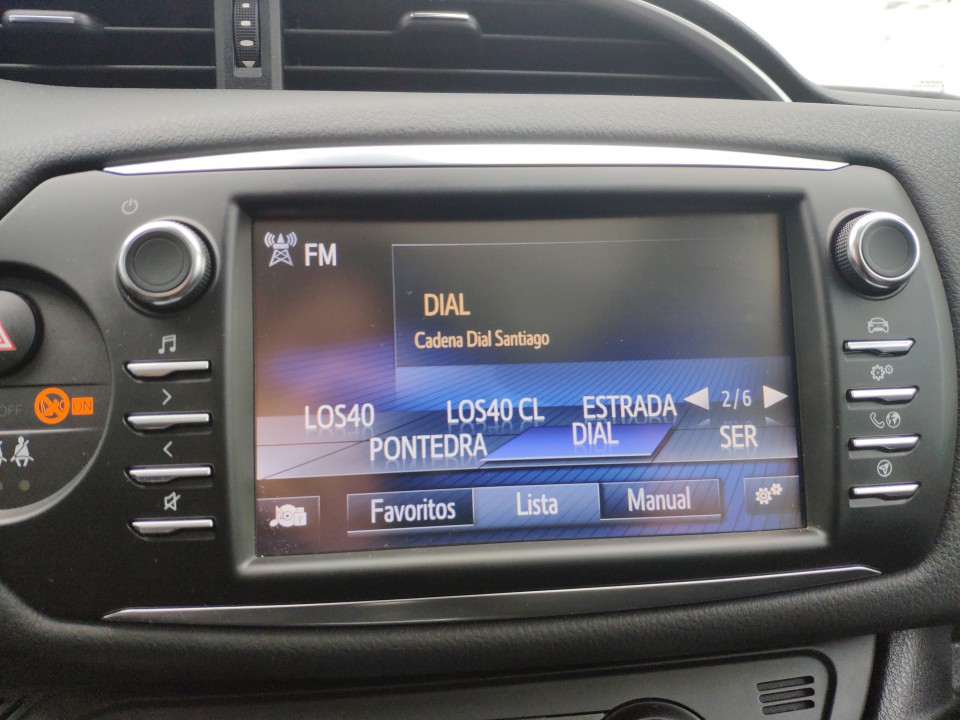 FM
DIAL
Cadena Dial Santiago
LOS40 LOS40 CL ESTRADA 2/6
PONTEDRA DIAL SER
Favoritos Lista Manual
OFF ON